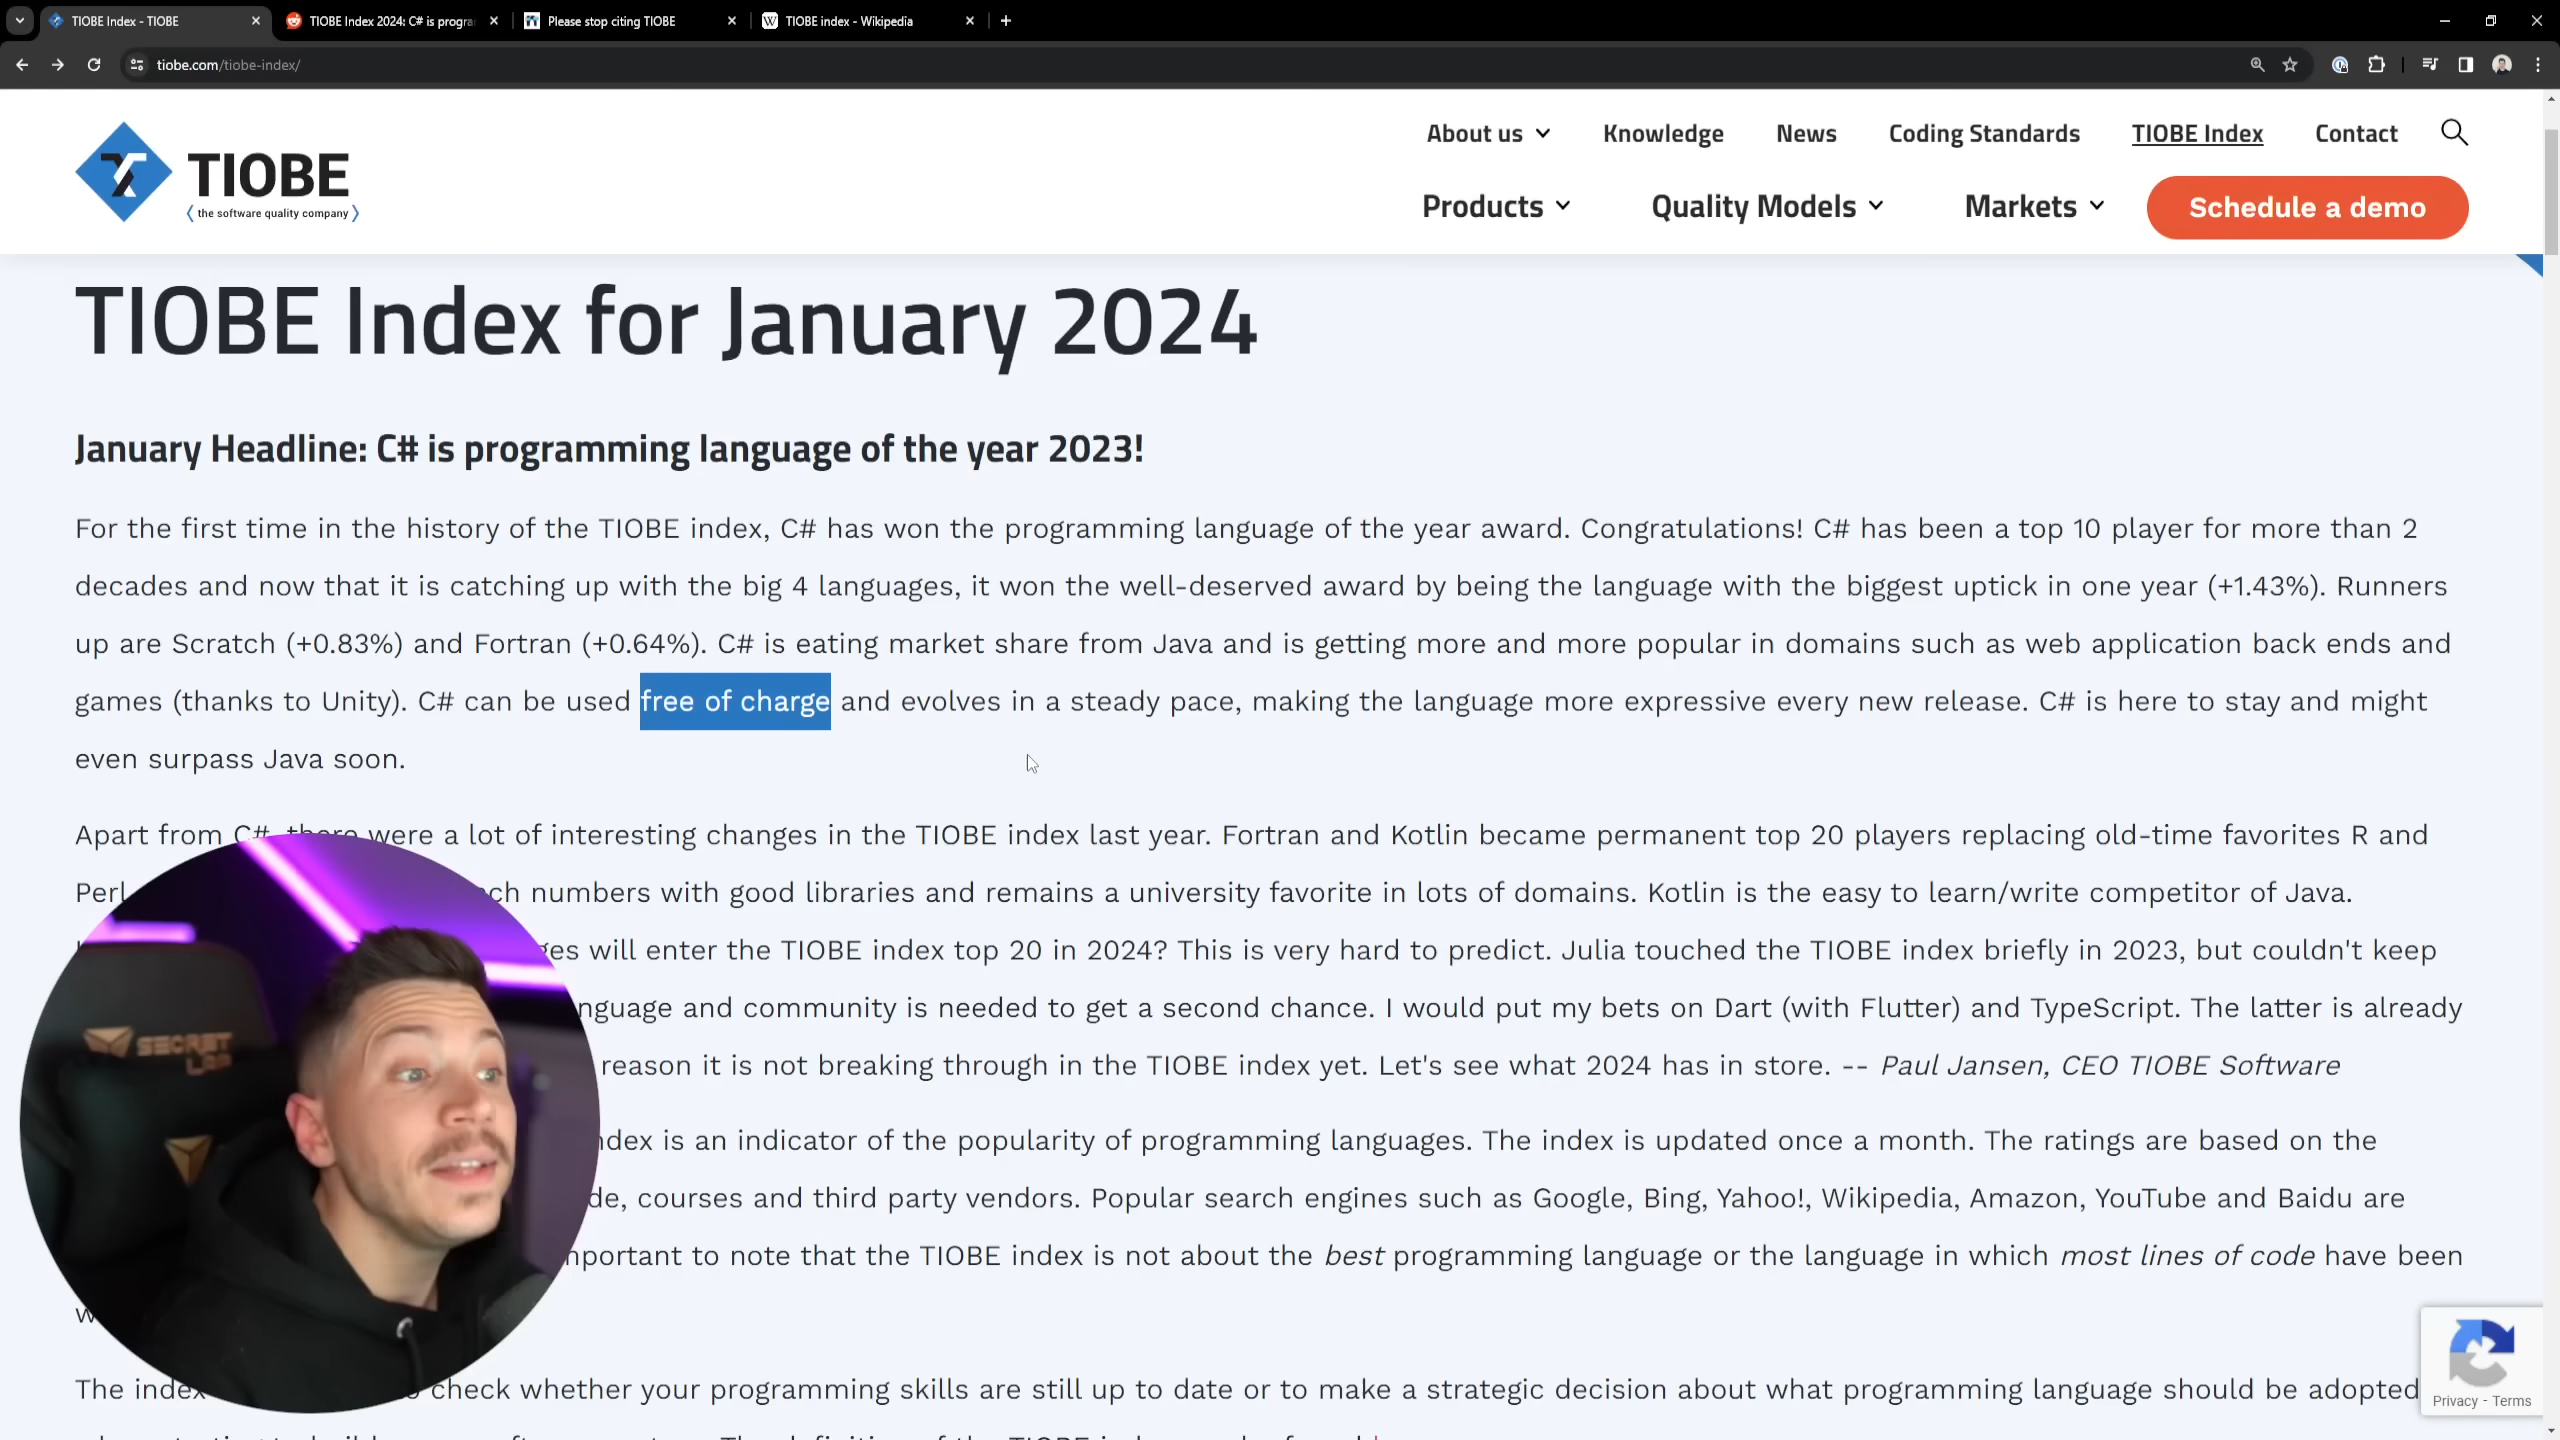 TIOBE Index - TIOBE
TIOBE Index 2024: C# is progra
Please stop citing TIOBE
TIOBE index - Wikipedia
tiobe.com/tiobe-index/
TIOBE
⟨ the software quality company ⟩
About us
Knowledge
News
Coding Standards
TIOBE Index
Contact
Products
Quality Models
Markets
Schedule a demo
TIOBE Index for January 2024
January Headline: C# is programming language of the year 2023!
For the first time in the history of the TIOBE index, C# has won the programming language of the year award. Congratulations! C# has been a top 10 player for more than 2
decades and now that it is catching up with the big 4 languages, it won the well-deserved award by being the language with the biggest uptick in one year (+1.43%). Runners
up are Scratch (+0.83%) and Fortran (+0.64%). C# is eating market share from Java and is getting more and more popular in domains such as web application back ends and
games (thanks to Unity). C# can be used free of charge and evolves in a steady pace, making the language more expressive every new release. C# is here to stay and might
even surpass Java soon.
Apart from C#, there were a lot of interesting changes in the TIOBE index last year. Fortran and Kotlin became permanent top 20 players replacing old-time favorites R and
Perl numbers with good libraries and remains a university favorite in lots of domains. Kotlin is the easy to learn/write competitor of Java.
will enter the TIOBE index top 20 in 2024? This is very hard to predict. Julia touched the TIOBE index briefly in 2023, but couldn't keep
and community is needed to get a second chance. I would put my bets on Dart (with Flutter) and TypeScript. The latter is already
reason it is not breaking through in the TIOBE index yet. Let's see what 2024 has in store. -- Paul Jansen, CEO TIOBE Software
is an indicator of the popularity of programming languages. The index is updated once a month. The ratings are based on the
courses and third party vendors. Popular search engines such as Google, Bing, Yahoo!, Wikipedia, Amazon, YouTube and Baidu are
to note that the TIOBE index is not about the best programming language or the language in which most lines of code have been
The index check whether your programming skills are still up to date or to make a strategic decision about what programming language should be adopted
SECRET
Privacy - Terms